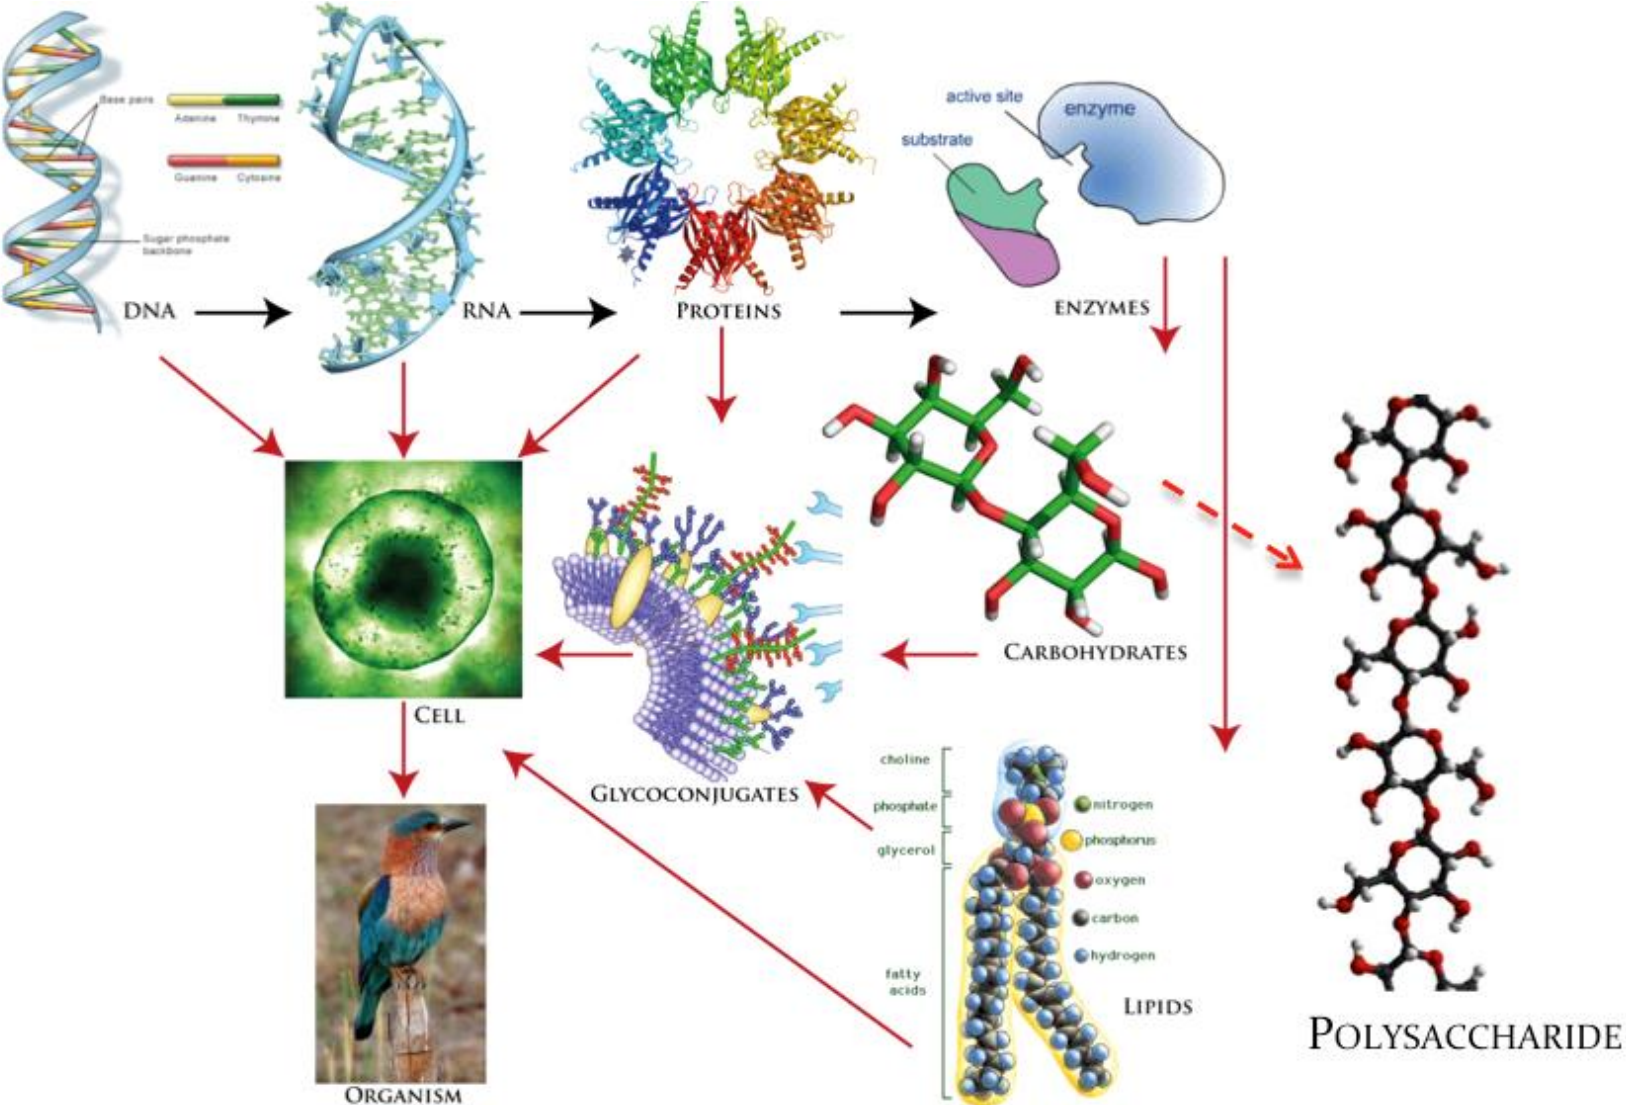 Base pairs
Adenine Thymine
Guanine Cytosine
Sugar phosphate
backbone
DNA
RNA
PROTEINS
active site
enzyme
substrate
ENZYMES
CARBOHYDRATES
CELL
GLYCOCONJUGATES
choline
phosphate
glycerol
fatty
acids
nitrogen
phosphorus
oxygen
carbon
hydrogen
LIPIDS
POLYSACCHARIDE
ORGANISM